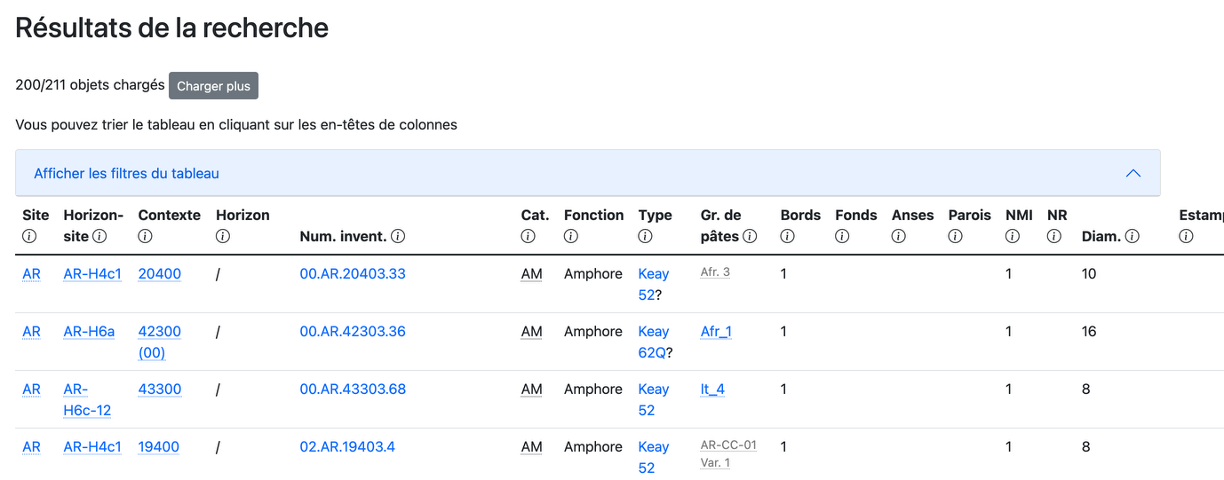 Résultats de la recherche
200/211 objets chargés Charger plus
Vous pouvez trier le tableau en cliquant sur les en-têtes de colonnes
Afficher les filtres du tableau
Site Horizon- Contexte Horizon Cat. Fonction Type Gr. de Bords Fonds Anses Parois NMI NR Estamp
site Num. invent. pâtes Diam.
AR AR-H4c1 20400 / 00.AR.20403.33 AM Amphore Keay Afr. 3 1 1 10
52?
AR AR-H6a 42300 / 00.AR.42303.36 AM Amphore Keay Afr_1 1 1 16
(00) 62Q?
AR AR- 43300 / 00.AR.43303.68 AM Amphore Keay It_4 1 1 8
H6c-12 52
AR AR-H4c1 19400 / 02.AR.19403.4 AM Amphore Keay AR-CC-01 1 1 8
52 Var. 1